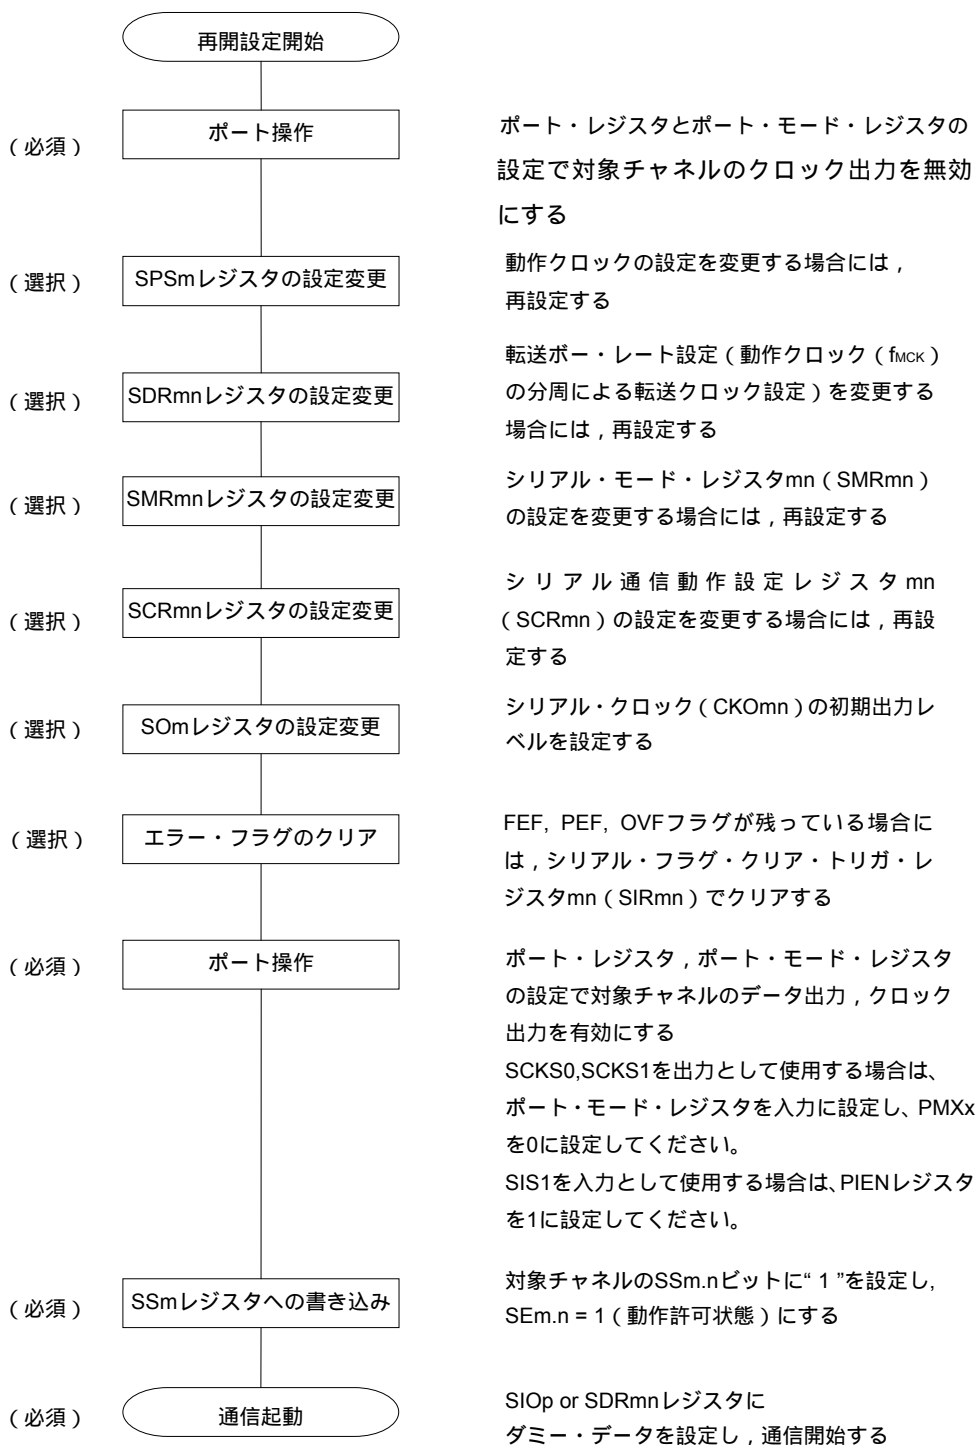 再開設定開始
（必須）
ポート操作
ポート・レジスタとポート・モード・レジスタの
設定で対象チャネルのクロック出力を無効
にする
（選択）
SPSmレジスタの設定変更
動作クロックの設定を変更する場合には，
再設定する
（選択）
SDRmnレジスタの設定変更
転送ボー・レート設定（動作クロック（fMCK）
の分周による転送クロック設定）を変更する
場合には，再設定する
（選択）
SMRmnレジスタの設定変更
シリアル・モード・レジスタmn（SMRmn）
の設定を変更する場合には，再設定する
（選択）
SCRmnレジスタの設定変更
シリアル通信動作設定レジスタmn
（SCRmn）の設定を変更する場合には，再設
定する
（選択）
SOmレジスタの設定変更
シリアル・クロック（CKOmn）の初期出力レ
ベルを設定する
（選択）
エラー・フラグのクリア
FEF, PEF, OVFフラグが残っている場合に
は，シリアル・フラグ・クリア・トリガ・レ
ジスタmn（SIRmn）でクリアする
（必須）
ポート操作
ポート・レジスタ，ポート・モード・レジスタ
の設定で対象チャネルのデータ出力，クロック
出力を有効にする
SCKS0,SCKS1を出力として使用する場合は、
ポート・モード・レジスタを入力に設定し、PMXx
を0に設定してください。
SIS1を入力として使用する場合は、PIENレジスタ
を1に設定してください。
（必須）
SSmレジスタへの書き込み
対象チャネルのSSm.nビットに“ 1 ”を設定し,
SEm.n = 1（動作許可状態）にする
（必須）
通信起動
SIOp or SDRmnレジスタに
ダミー・データを設定し，通信開始する